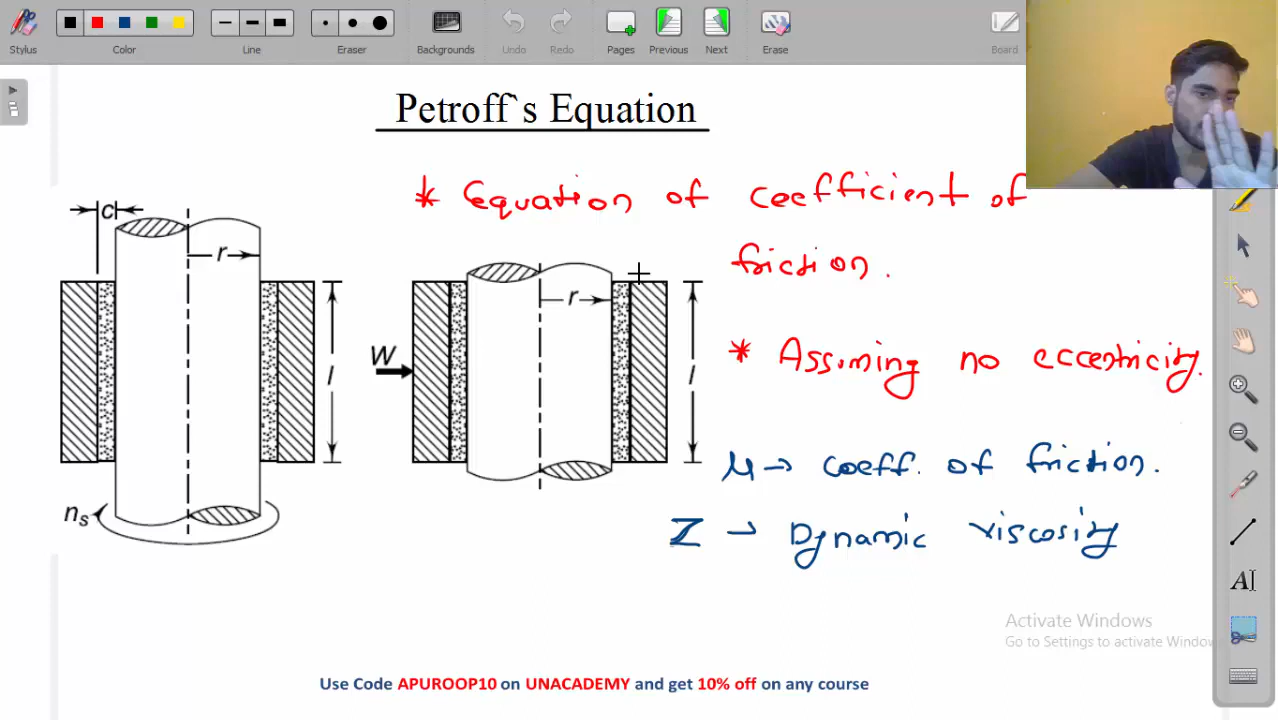 Stylus
Color
Line
Eraser
Backgrounds
Undo
Redo
Pages
Previous
Next
Erase
Board
Petroff`s Equation
* Equation of coefficient of
friction.
* Assuming no eccentricity.
μ → coeff. of friction.
Z → Dynamic viscosity
c
r
l
ns
W
r
l
A
Activate Windows
Go to Settings to activate Windows
Use Code APUROOP10 on UNACADEMY and get 10% off on any course